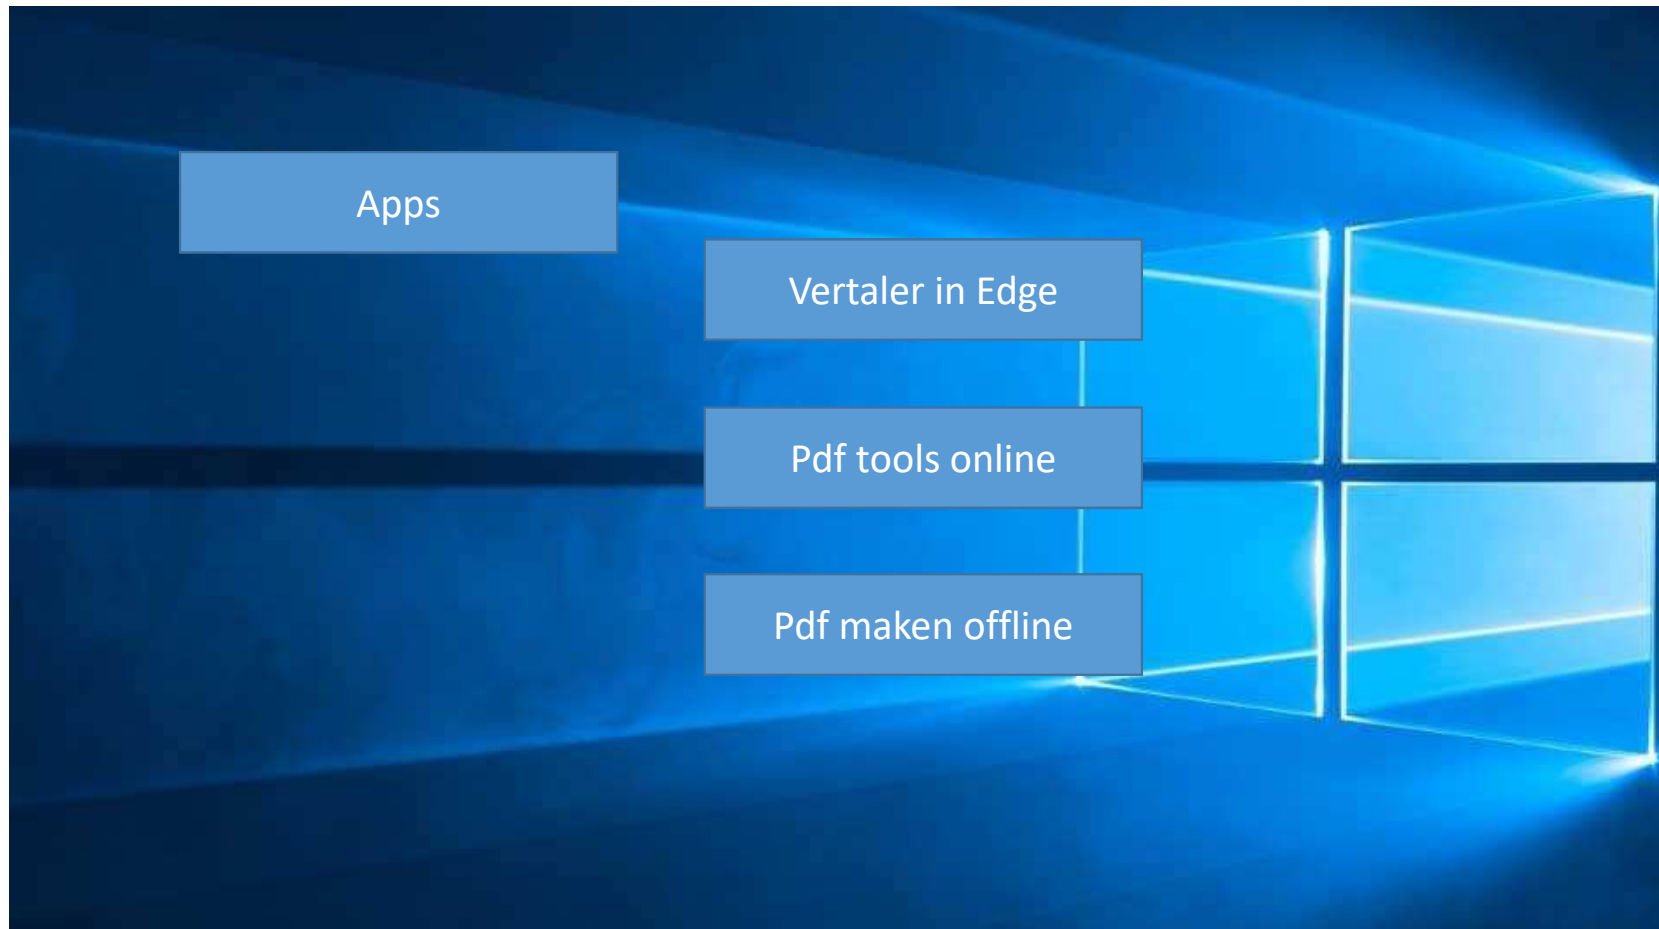 Apps
Vertaler in Edge
Pdf tools online
Pdf maken offline